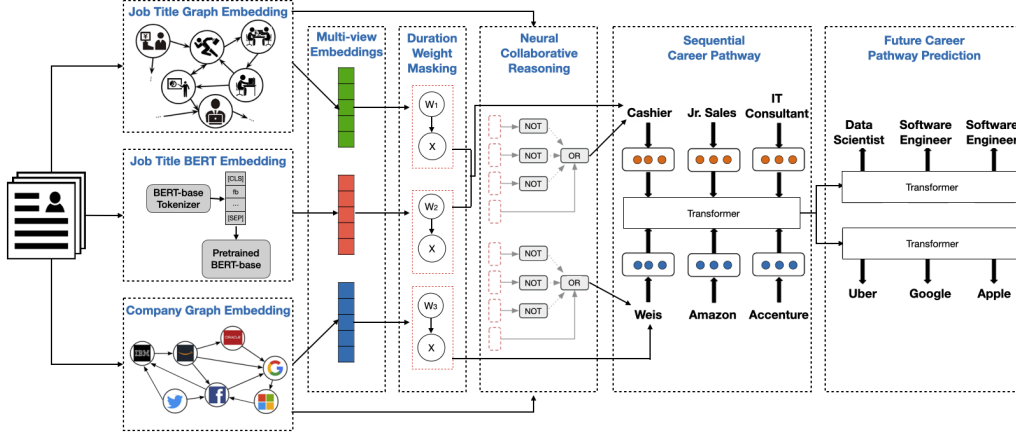 Job Title Graph Embedding
...
...
Job Title BERT Embedding
BERT-base
Tokenizer
[CLS]
fb
...
[SEP]
Pretrained
BERT-base
Company Graph Embedding
IBM
ORACLE
Multi-view
Embeddings
Duration
Weight
Masking
W1
X
W2
X
W3
X
Neural
Collaborative
Reasoning
NOT
NOT
NOT
OR
NOT
NOT
NOT
OR
Sequential
Career Pathway
Cashier
Jr. Sales
IT
Consultant
Transformer
Weis
Amazon
Accenture
Future Career
Pathway Prediction
Data
Scientist
Software
Engineer
Software
Engineer
Transformer
Transformer
Uber
Google
Apple